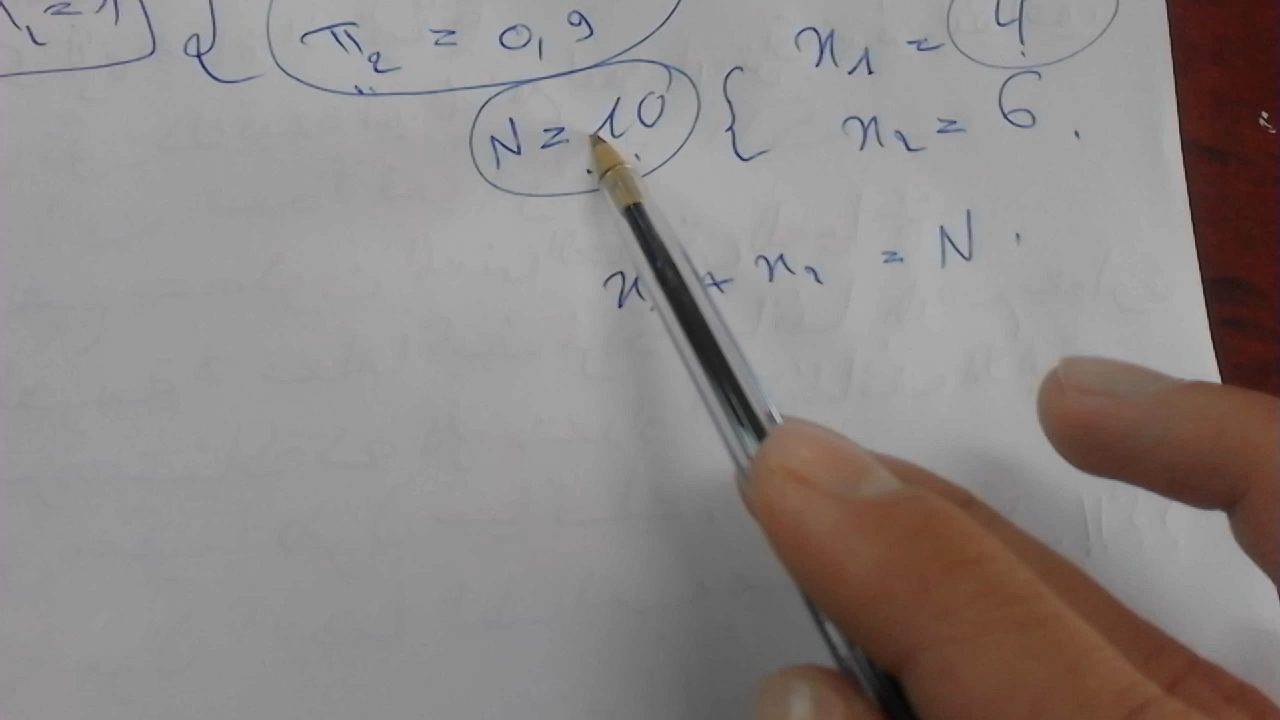 π₂ = 0,9
n₁ = 4
N = 10 { n₂ = 6.
n₁ + n₂ = N.